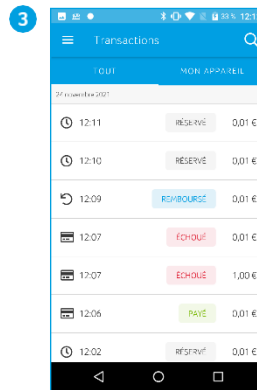 3
33 % 12:1
Transactions
TOUT MON APPAREIL
24 novembre 2021
12:11 RÉSERVÉ 0,01 €
12:10 RÉSERVÉ 0,01 €
12:09 REMBOURSÉ 0,01 €
12:07 ÉCHOUÉ 0,01 €
12:07 ÉCHOUÉ 1,00 €
12:06 PAYÉ 0,01 €
12:02 RÉSERVÉ 0,01 €